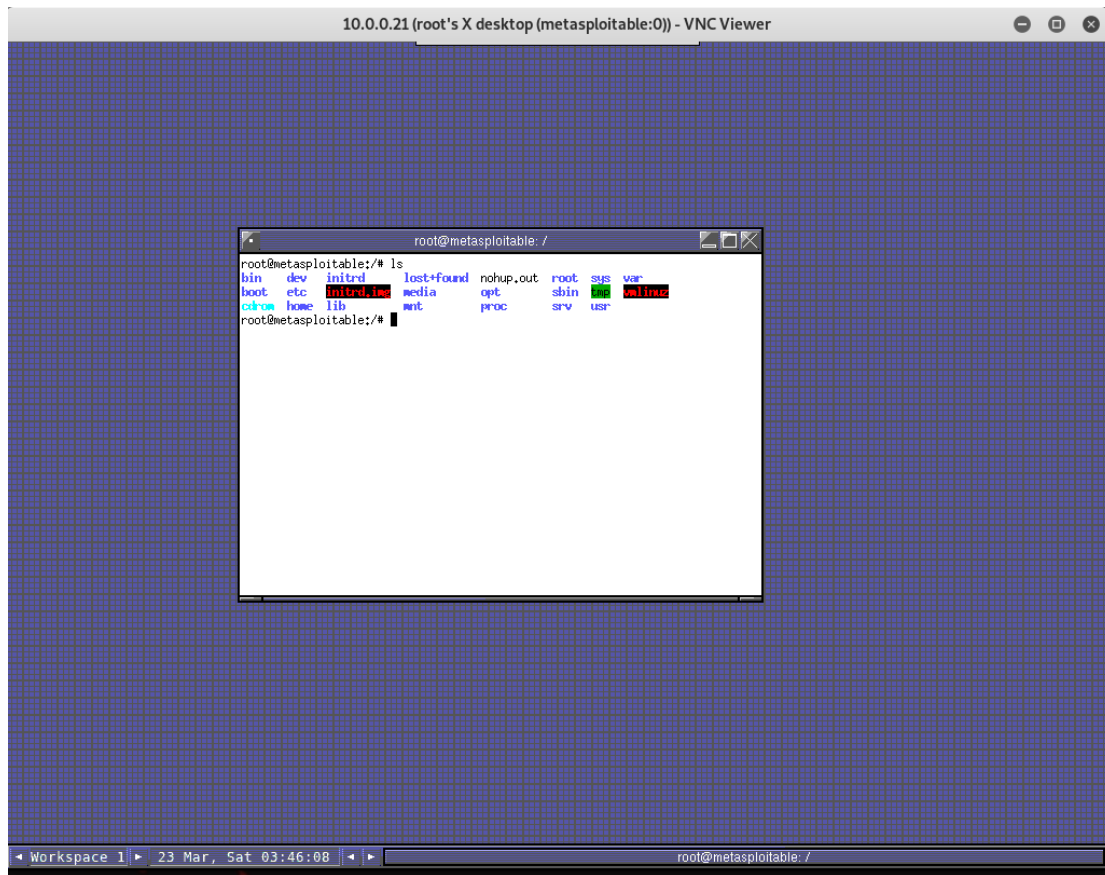 10.0.0.21 (root's X desktop (metasploitable:0)) - VNC Viewer
root@metasploitable: /
root@metasploitable:/# ls
bin dev initrd lost+found nohup.out root sys var
boot etc initrd.img media opt sbin tmp vmlinuz
cdrom home lib mnt proc srv usr
root@metasploitable:/#
Workspace 1 23 Mar, Sat 03:46:08 root@metasploitable: /